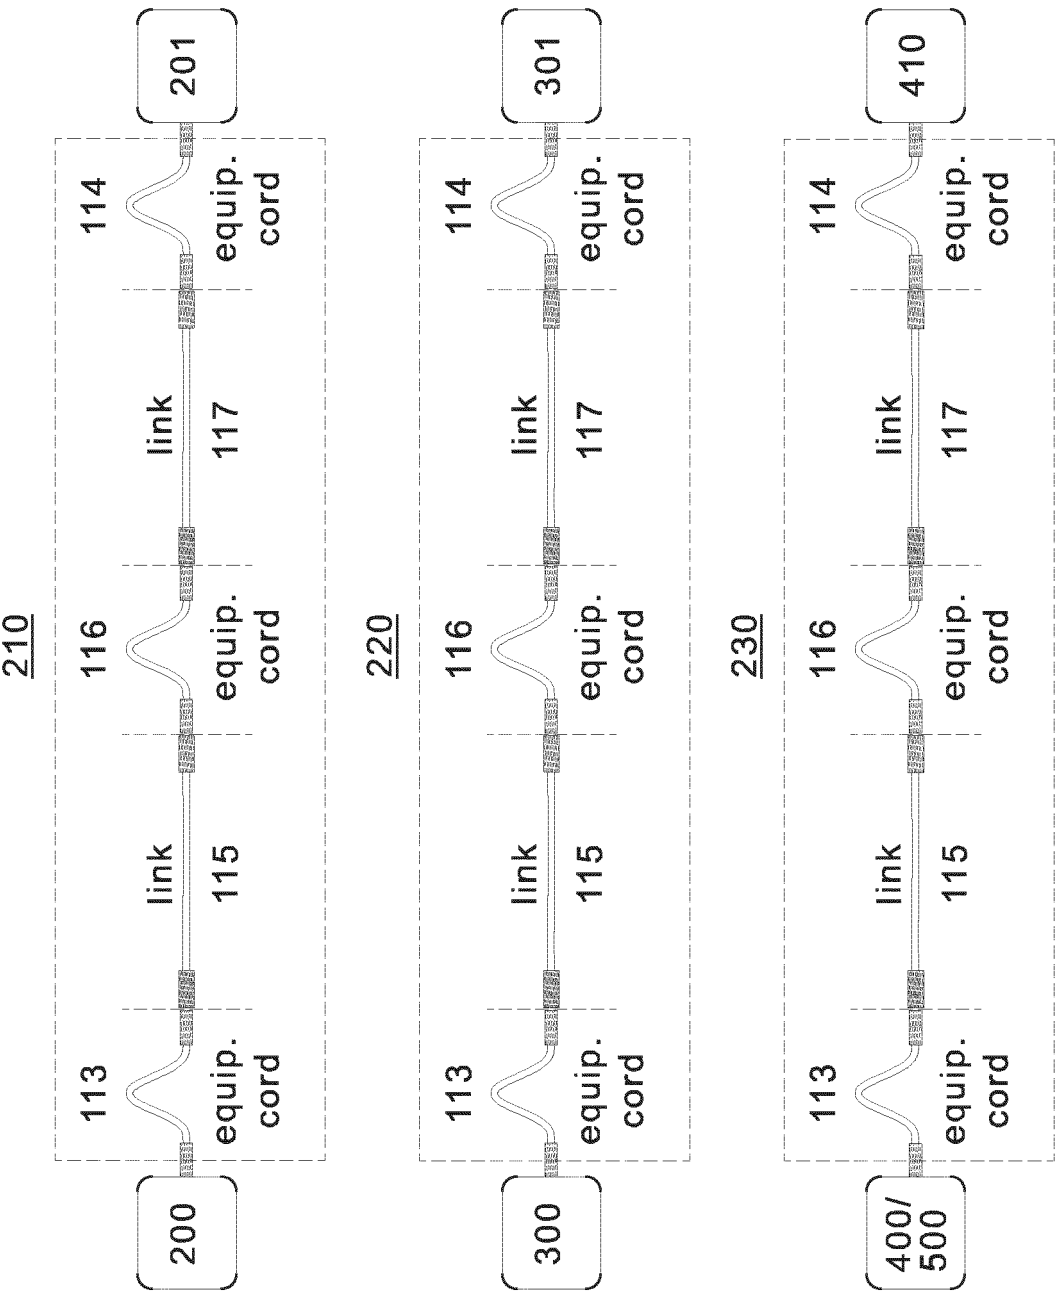 210
113
116
114
200
link
link
201
equip.
cord
115
equip.
cord
117
equip.
cord
220
113
116
114
300
link
link
301
equip.
cord
115
equip.
cord
117
equip.
cord
230
113
116
114
400/
500
link
link
410
equip.
cord
115
equip.
cord
117
equip.
cord